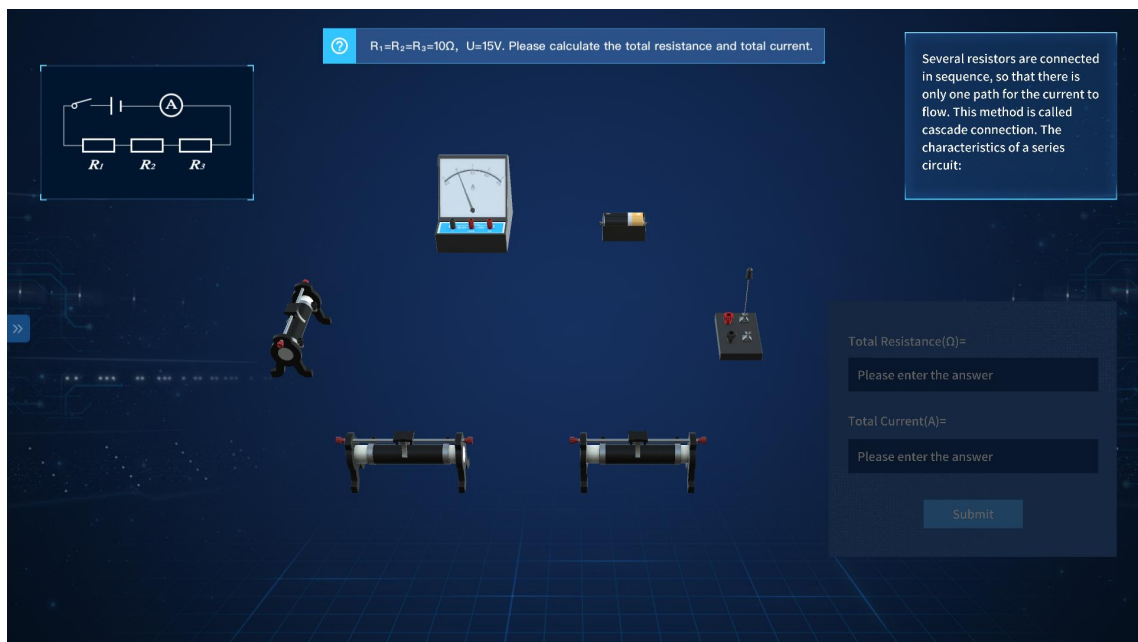 R₁=R₂=R₃=10Ω, U=15V. Please calculate the total resistance and total current.
Several resistors are connected
in sequence, so that there is
only one path for the current to
flow. This method is called
cascade connection. The
characteristics of a series
circuit:
A
R₁ R₂ R₃
Total Resistance(Ω)=
Please enter the answer
Total Current(A)=
Please enter the answer
Submit